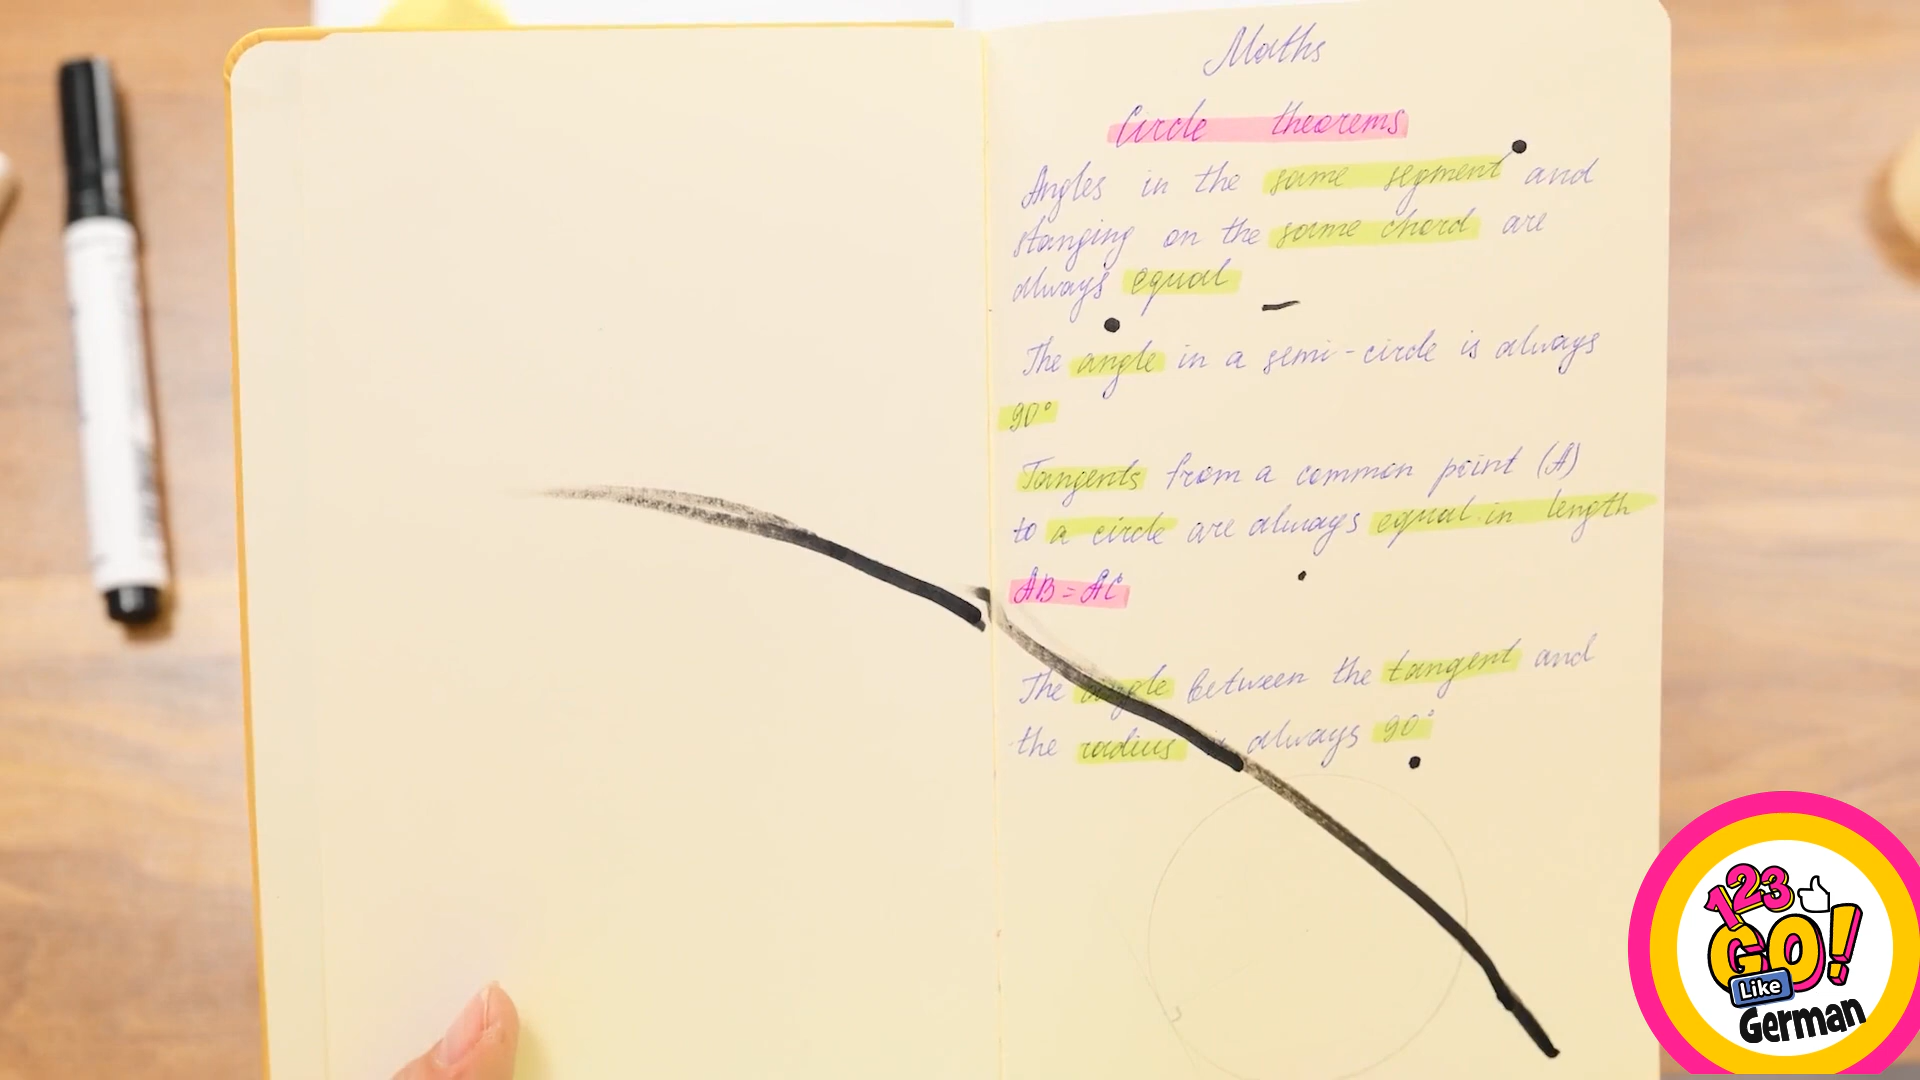 Maths
Circle theorems
Angles in the same segment and
stanging on the same chord are
always equal
The angle in a semi-circle is always
90°
Tangents from a common point (A)
to a circle are always equal in length
AB = AC
The angle between the tangent and
the radius is always 90°
123
GO!
Like
German